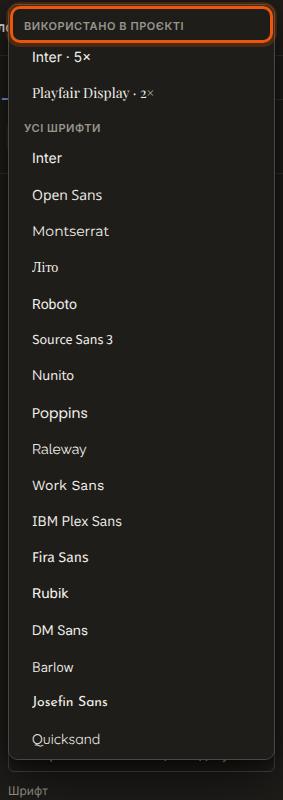 ВИКОРИСТАНО В ПРОЄКТІ
Inter · 5×
Playfair Display · 2×
УСІ ШРИФТИ
Inter
Open Sans
Montserrat
Літо
Roboto
Source Sans 3
Nunito
Poppins
Raleway
Work Sans
IBM Plex Sans
Fira Sans
Rubik
DM Sans
Barlow
Josefin Sans
Quicksand
Шрифт